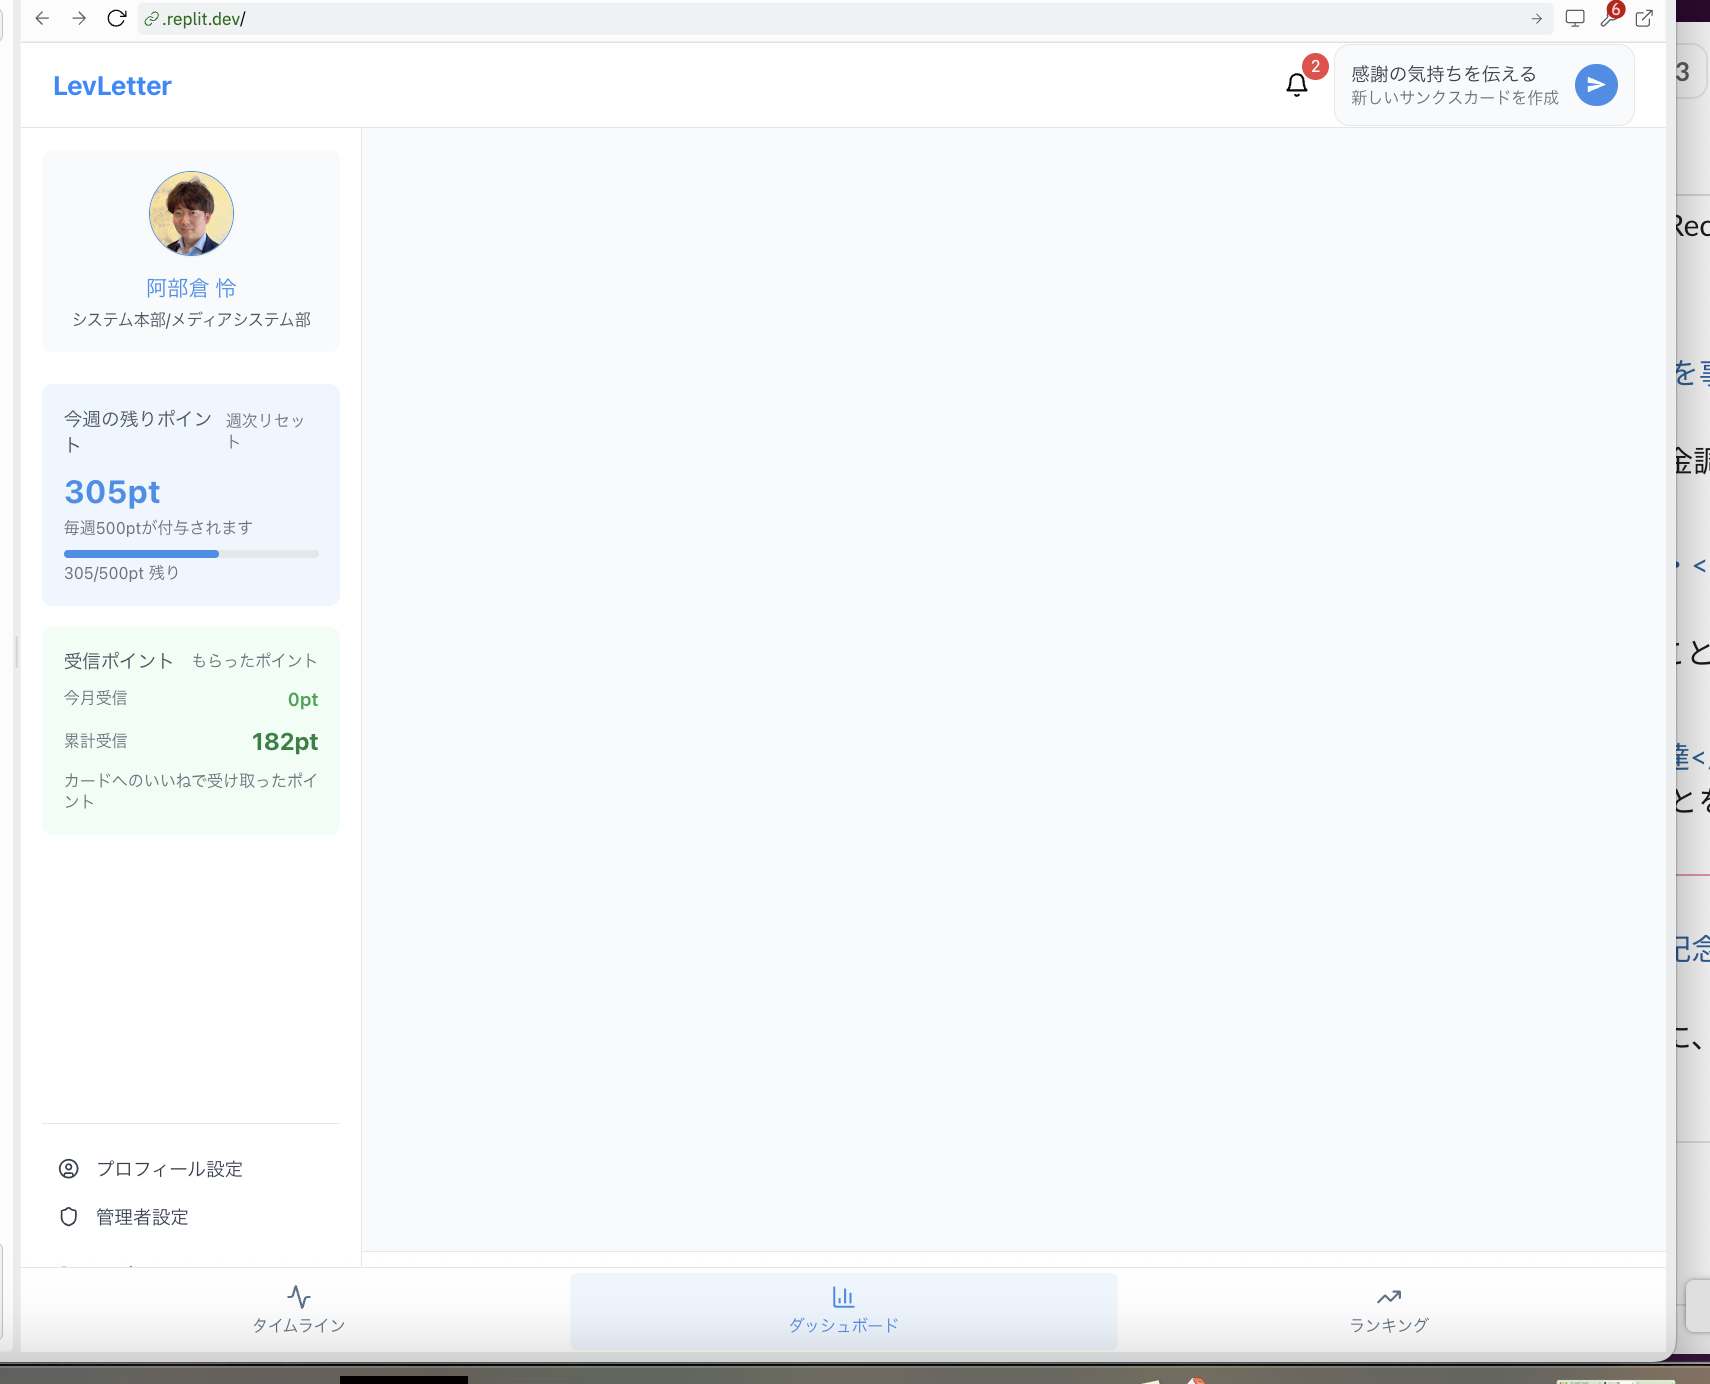 .replit.dev/
6
LevLetter
2
感謝の気持ちを伝える
新しいサンクスカードを作成
阿部倉 怜
システム本部/メディアシステム部
今週の残りポイン
ト
週次リセッ
ト
305pt
毎週500ptが付与されます
305/500pt 残り
受信ポイント
もらったポイント
今月受信
0pt
累計受信
182pt
カードへのいいねで受け取ったポイ
ント
プロフィール設定
管理者設定
タイムライン
ダッシュボード
ランキング
3
Rec
を
金調
<
こと
達<
とを
記念
に、